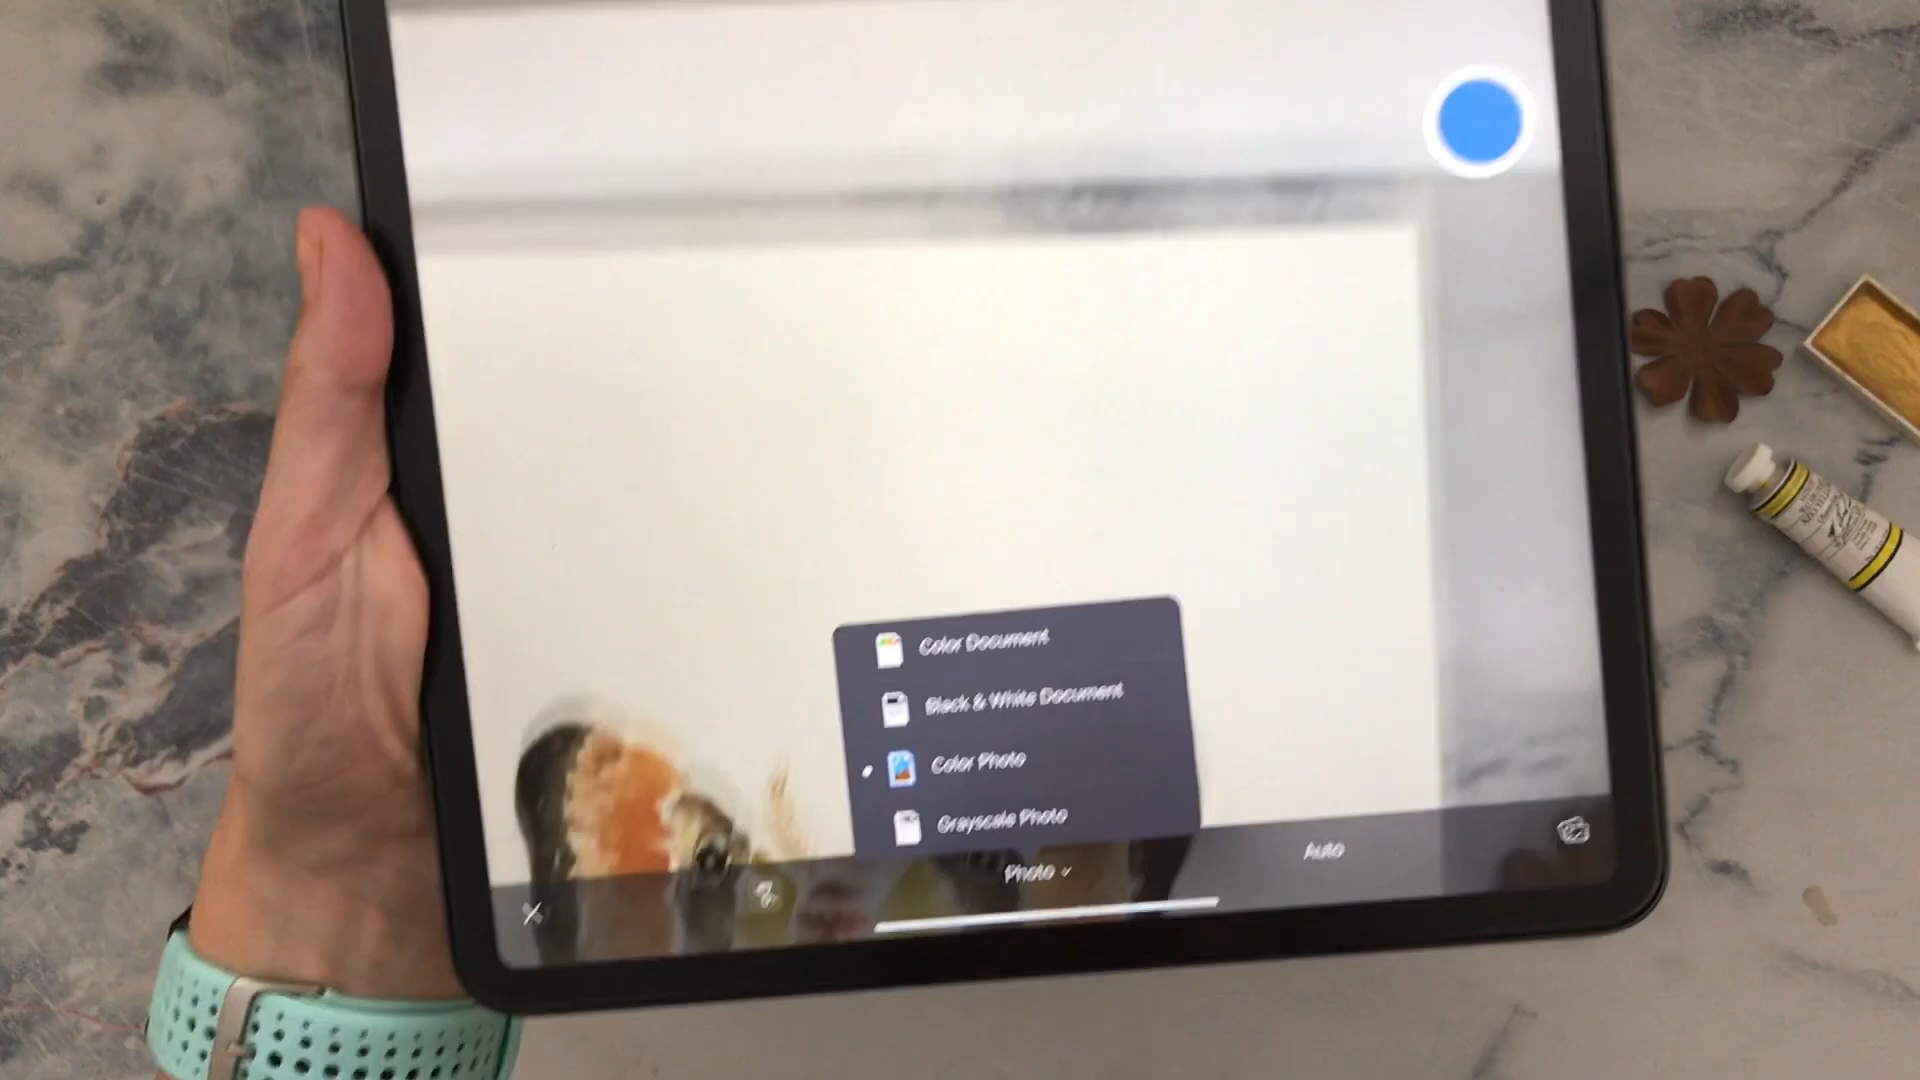 Color Document
Black & White Document
Color Photo
Grayscale Photo
Photo
Auto